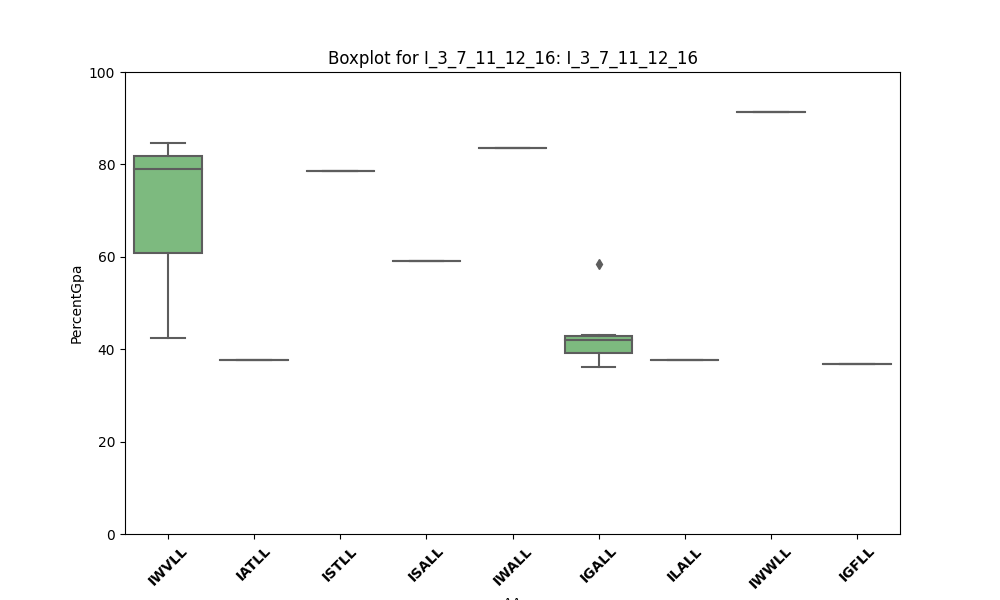 Boxplot for I_3_7_11_12_16: I_3_7_11_12_16
PercentGpa
100
80
60
40
20
0
IWVLL
IATLL
ISTLL
ISALL
IWALL
IGALL
ILALL
IWWLL
IGFLL